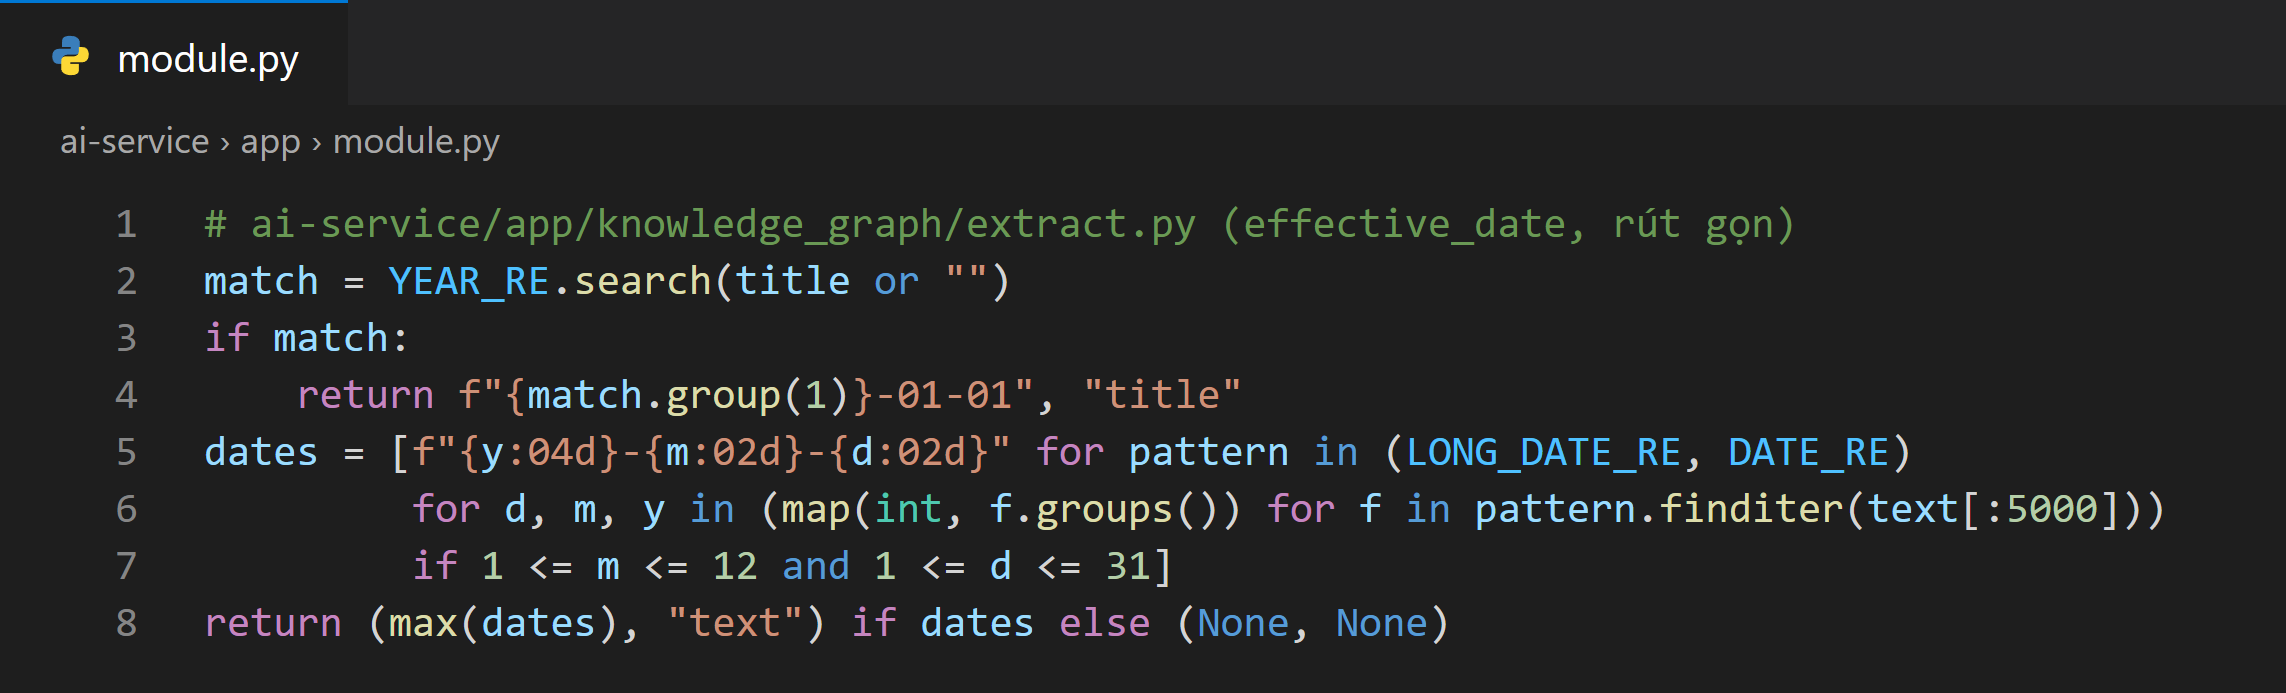 module.py
ai-service › app › module.py
1 # ai-service/app/knowledge_graph/extract.py (effective_date, rút gọn)
2 match = YEAR_RE.search(title or "")
3 if match:
4     return f"{match.group(1)}-01-01", "title"
5 dates = [f"{y:04d}-{m:02d}-{d:02d}" for pattern in (LONG_DATE_RE, DATE_RE)
6          for d, m, y in (map(int, f.groups()) for f in pattern.finditer(text[:5000]))
7          if 1 <= m <= 12 and 1 <= d <= 31]
8 return (max(dates), "text") if dates else (None, None)